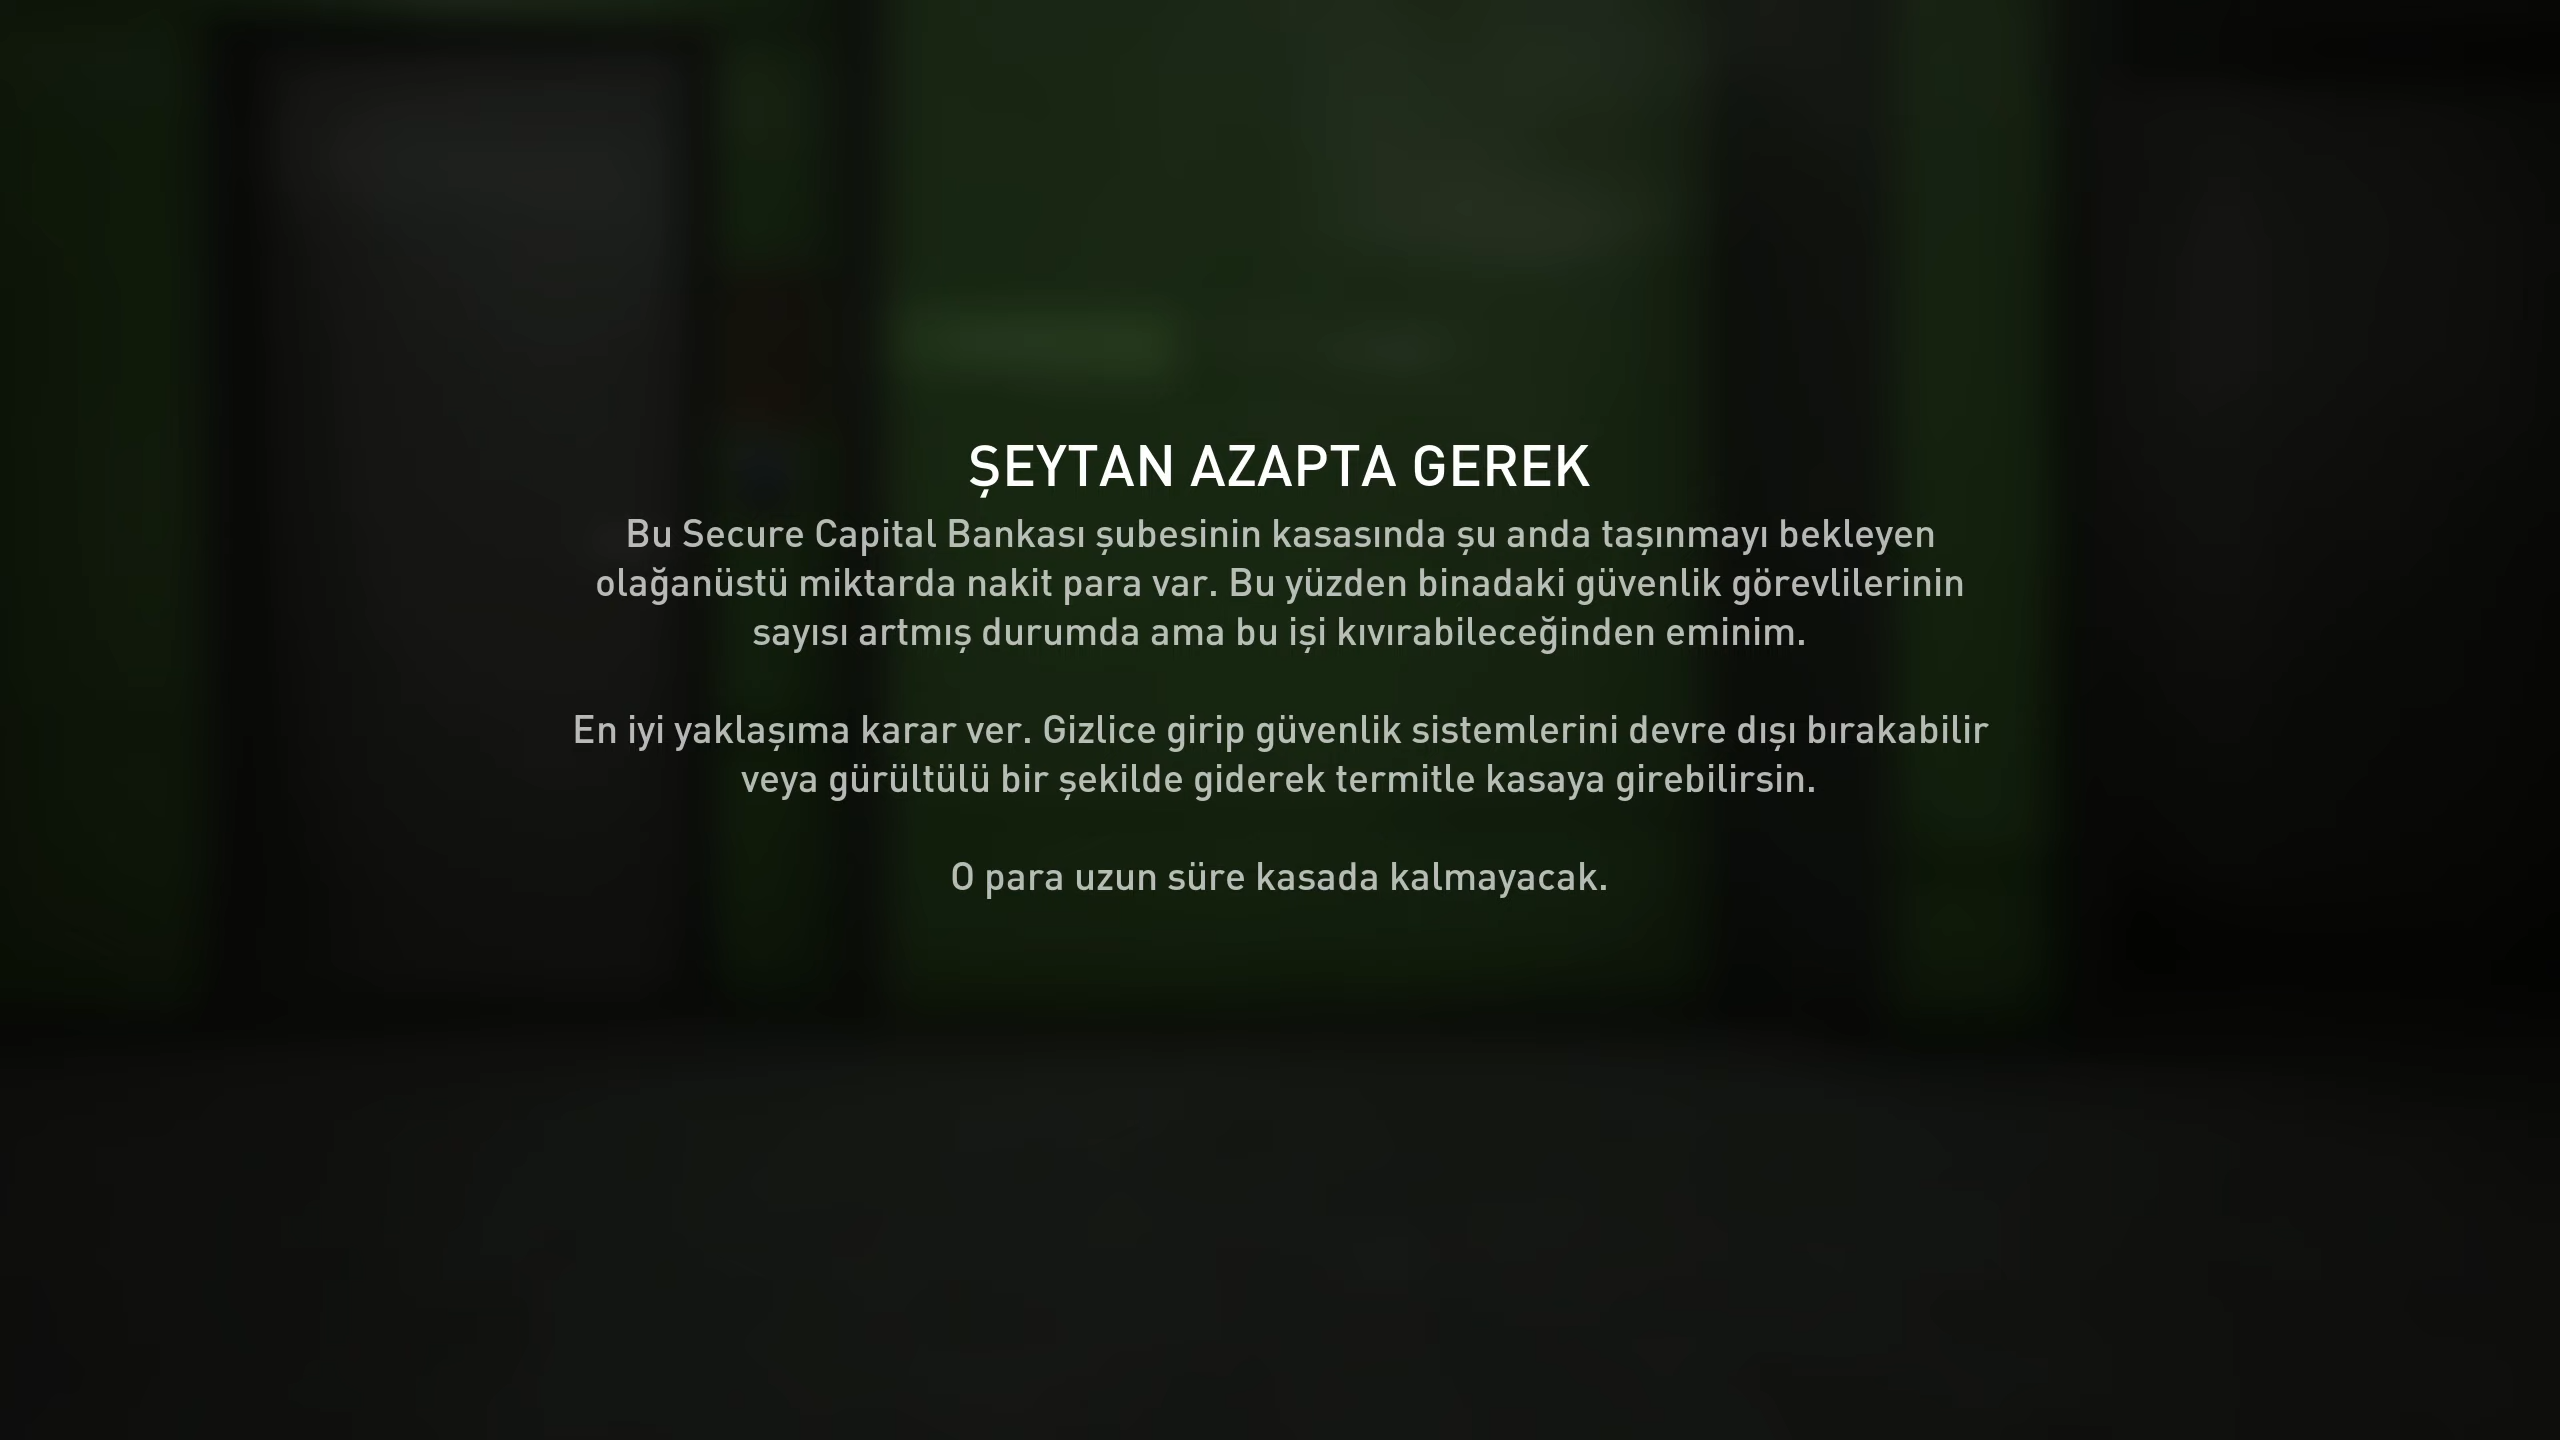 ŞEYTAN AZAPTA GEREK
Bu Secure Capital Bankası şubesinin kasasında şu anda taşınmayı bekleyen
olağanüstü miktarda nakit para var. Bu yüzden binadaki güvenlik görevlilerinin
sayısı artmış durumda ama bu işi kıvırabileceğinden eminim.
En iyi yaklaşıma karar ver. Gizlice girip güvenlik sistemlerini devre dışı bırakabilir
veya gürültülü bir şekilde giderek termitle kasaya girebilirsin.
O para uzun süre kasada kalmayacak.